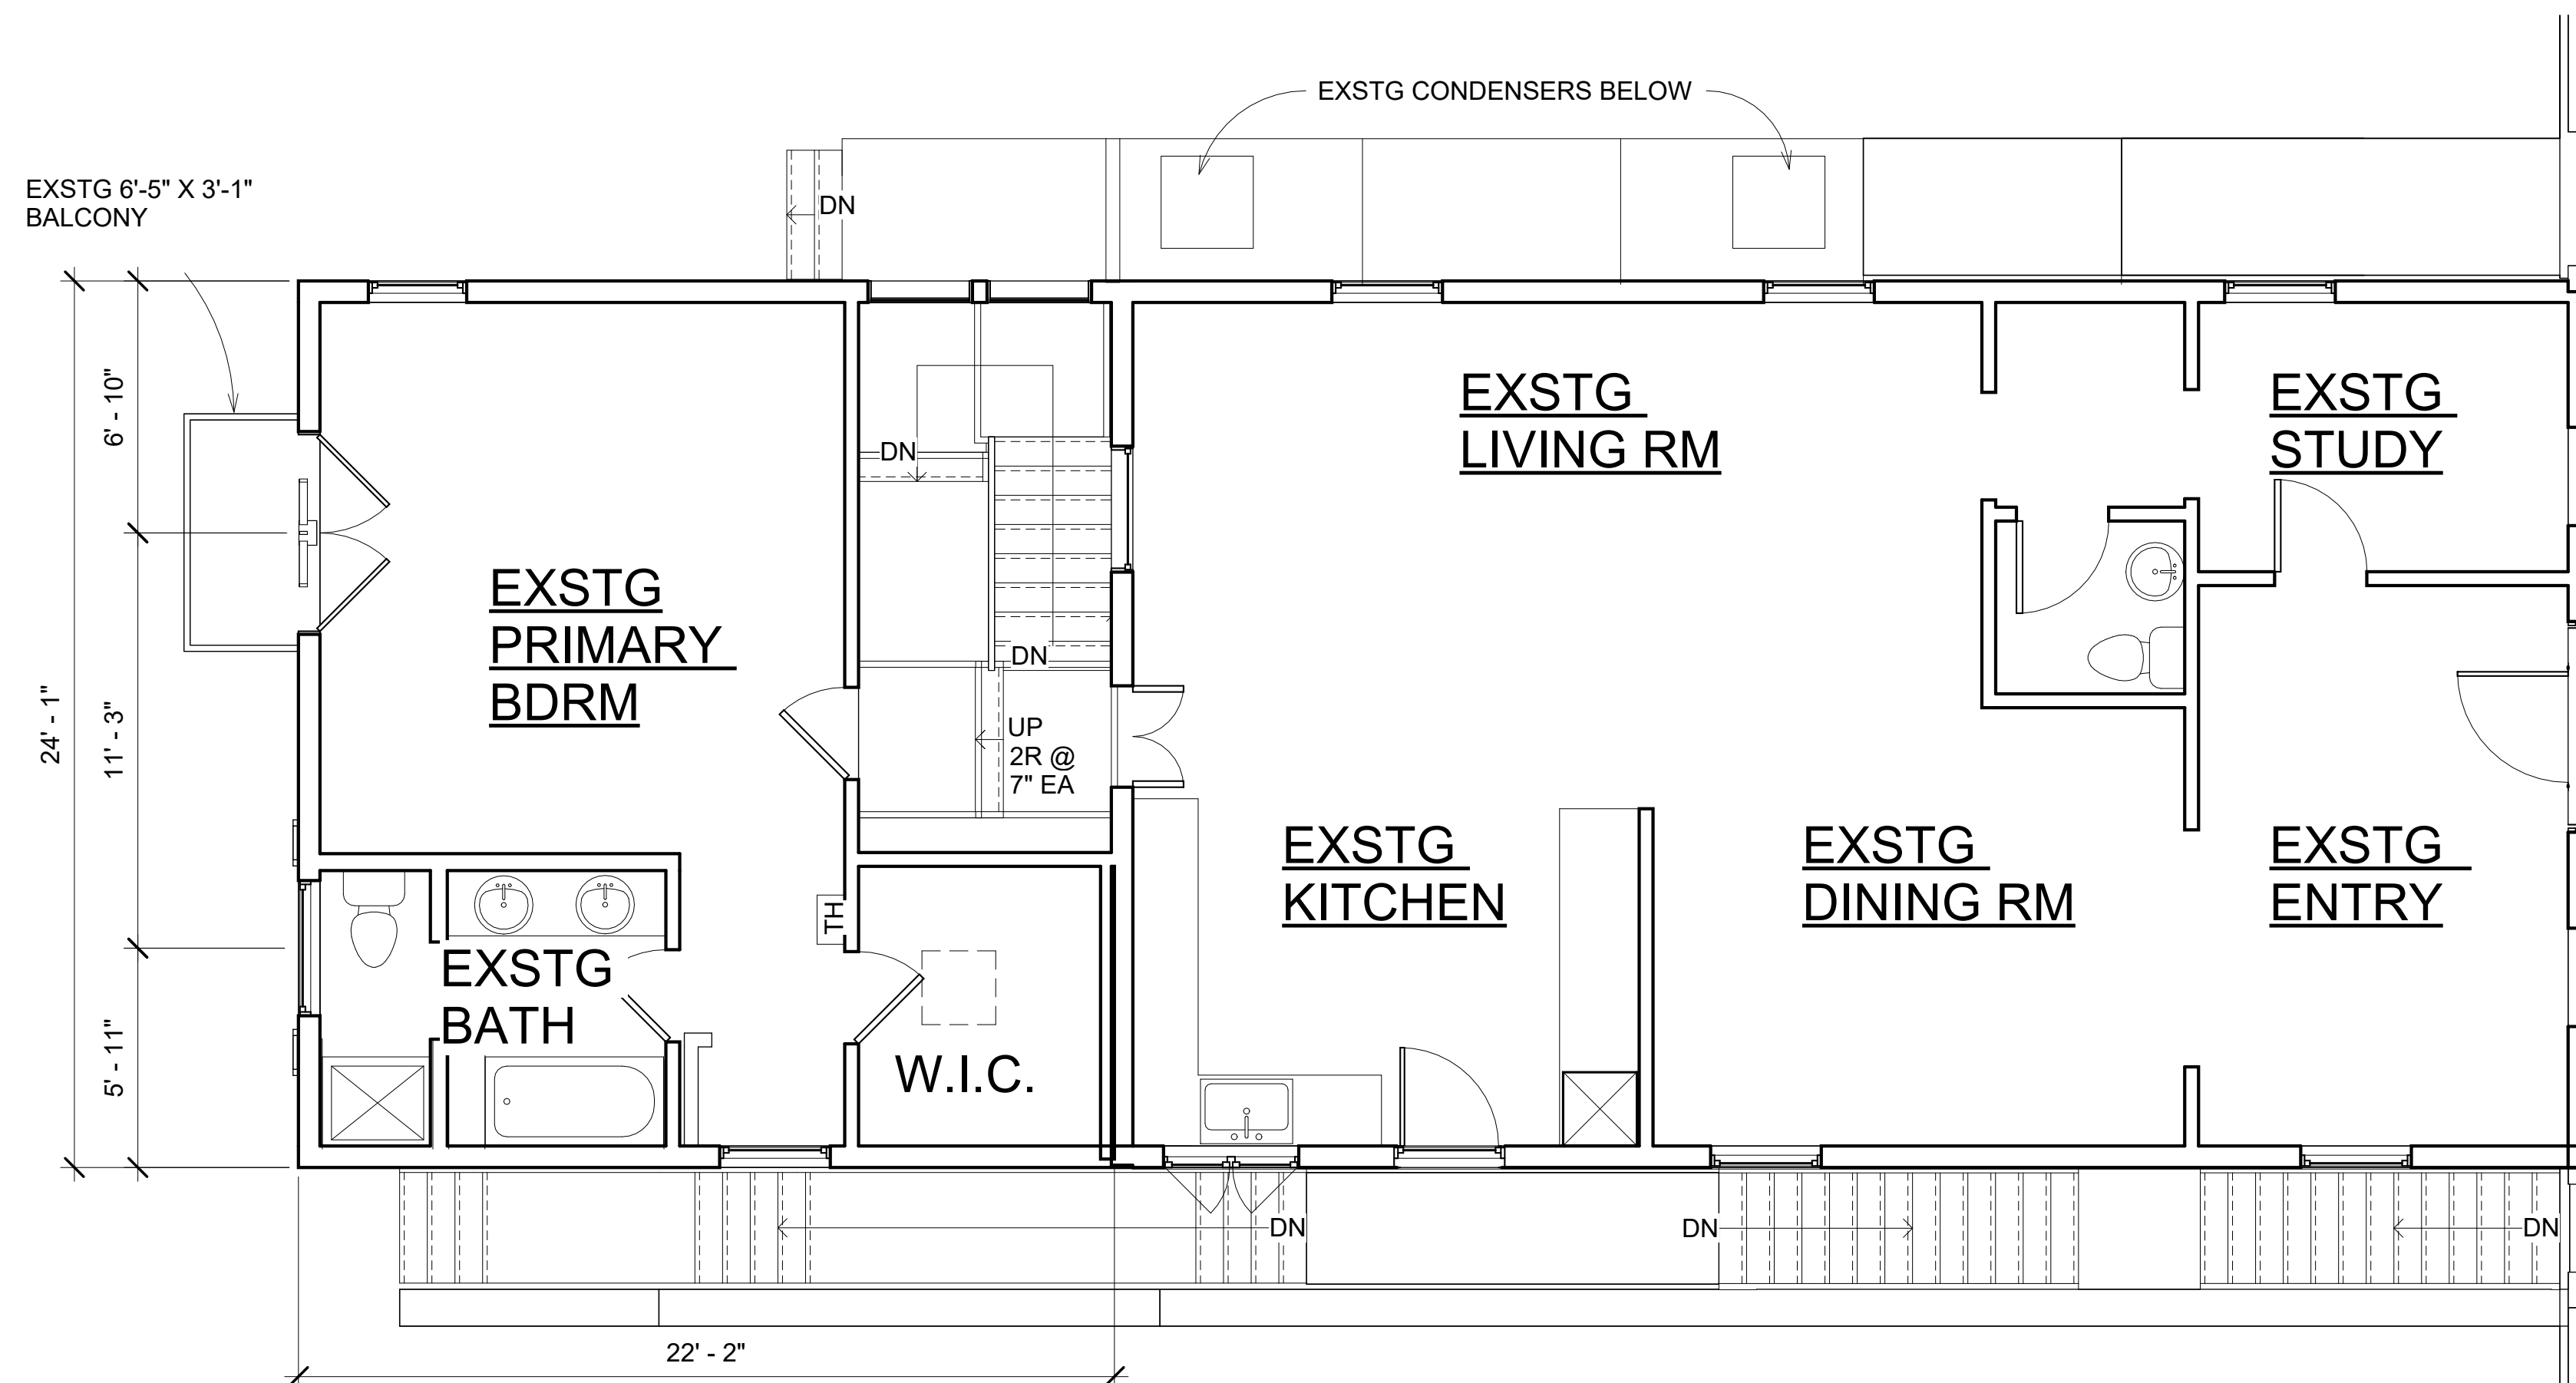 EXSTG CONDENSERS BELOW
EXSTG 6'-5" X 3'-1"
BALCONY
DN
6' - 10"
EXSTG
LIVING RM
EXSTG
STUDY
DN
EXSTG
PRIMARY
BDRM
DN
24' - 1"
11' - 3"
UP
2R @
7" EA
EXSTG
KITCHEN
EXSTG
DINING RM
EXSTG
ENTRY
TH
EXSTG
BATH
5' - 11"
W.I.C.
DN
DN
DN
22' - 2"